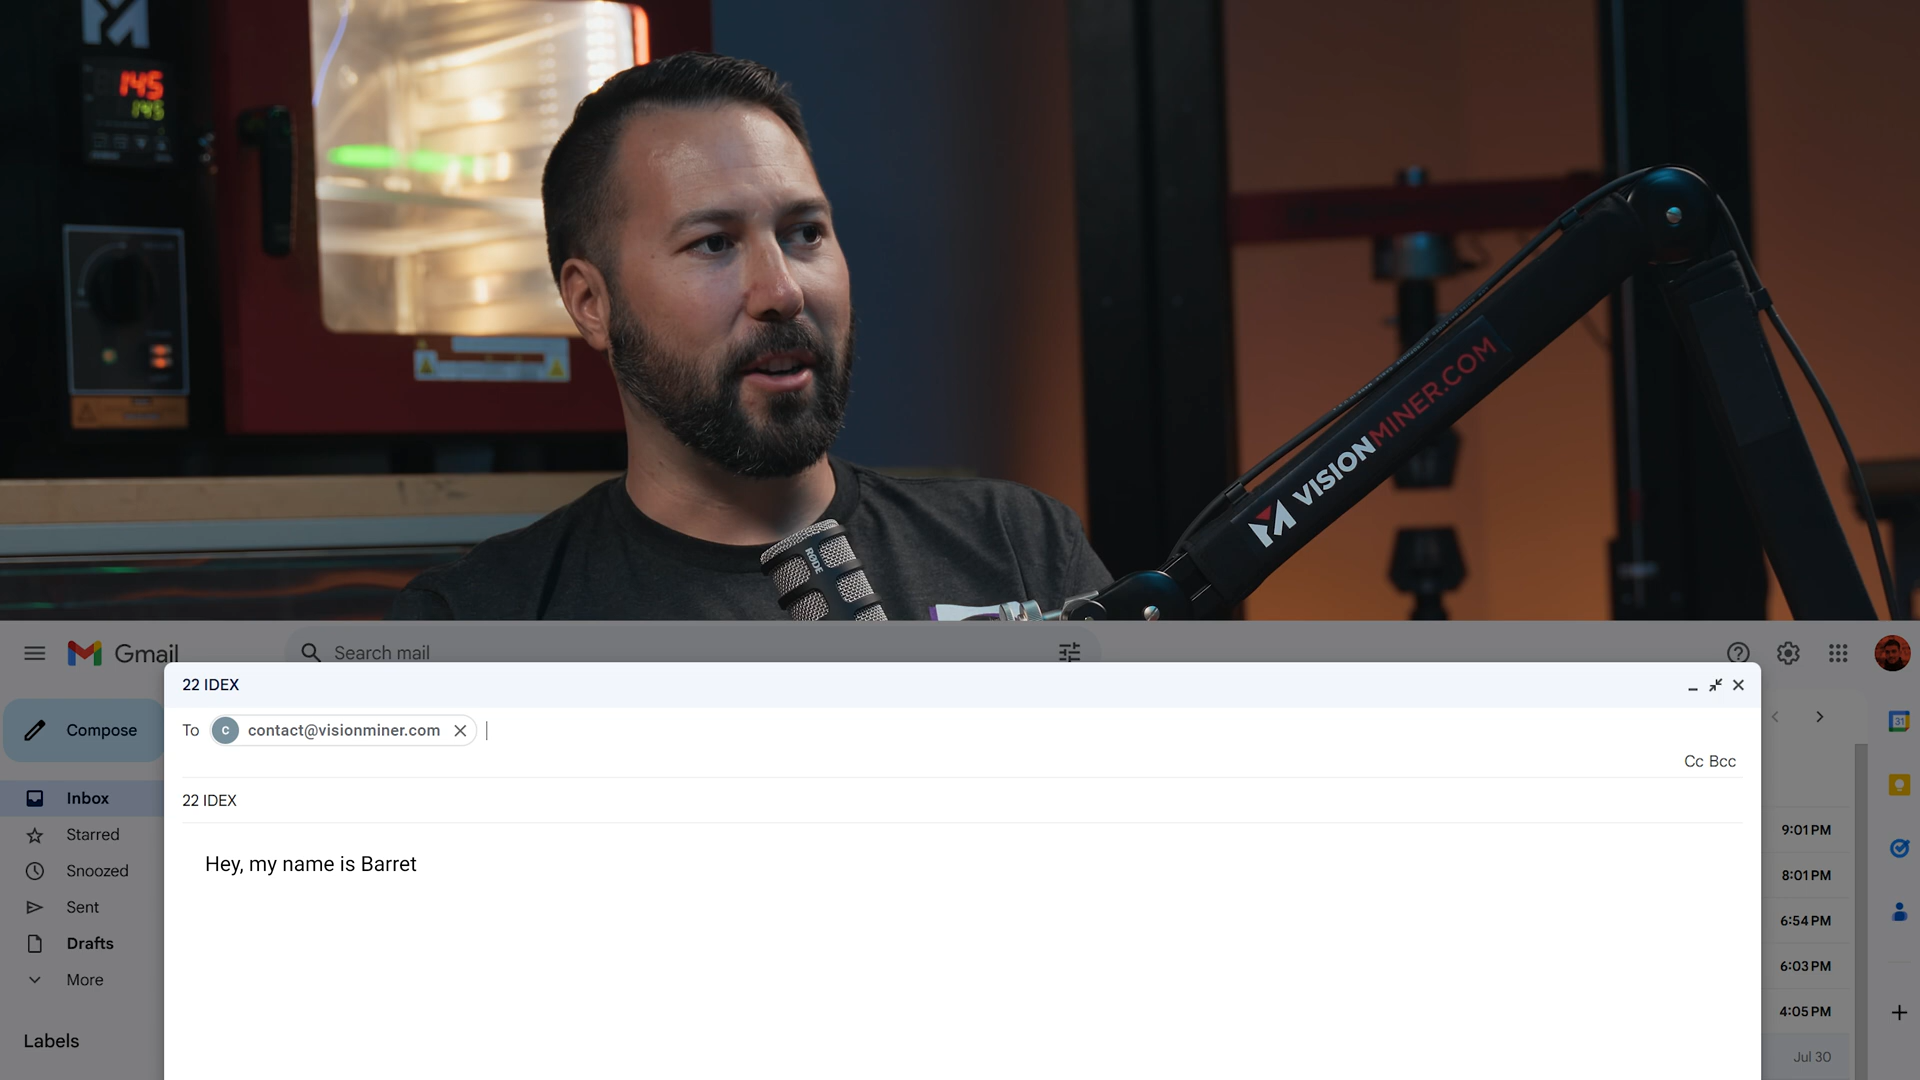 145
145
RØDE
VISIONMINER.COM
Gmail
Search mail
22 IDEX
Compose
To
C
contact@visionminer.com
31
Cc Bcc
Inbox
22 IDEX
Starred
9:01 PM
Hey, my name is Barret
Snoozed
8:01 PM
Sent
6:54 PM
Drafts
6:03 PM
More
4:05 PM
Labels
Jul 30